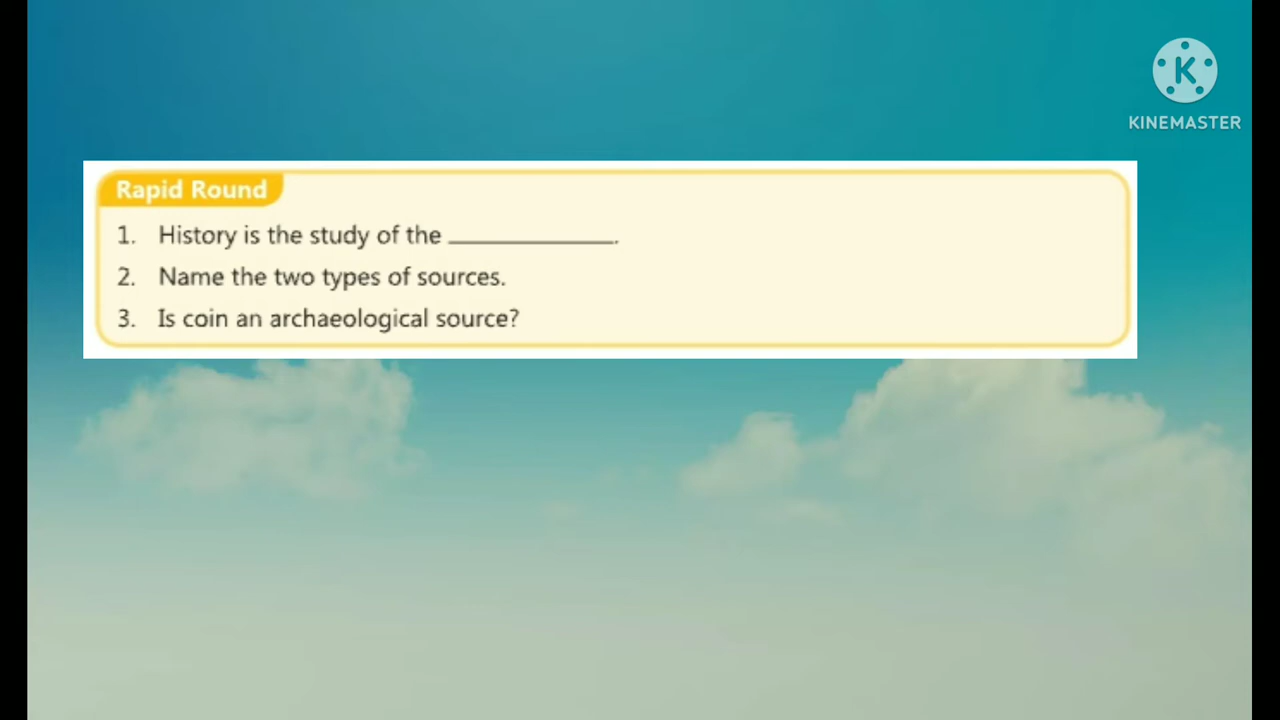 KINEMASTER
Rapid Round
1. History is the study of the ____________.
2. Name the two types of sources.
3. Is coin an archaeological source?